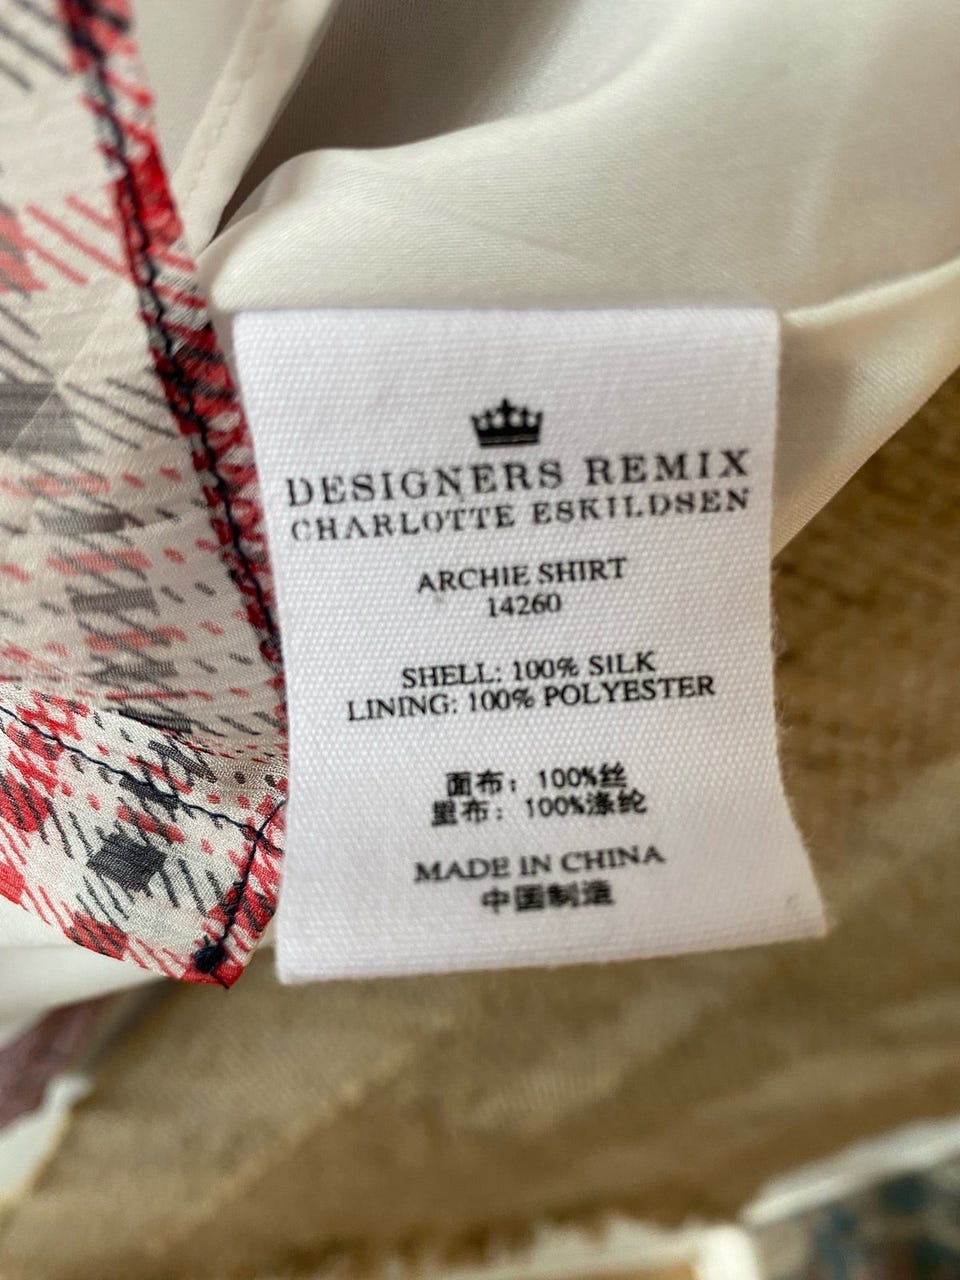 DESIGNERS REMIX
CHARLOTTE ESKILDSEN
ARCHIE SHIRT
14260
SHELL: 100% SILK
LINING: 100% POLYESTER
面布：100%丝
里布：100%涤纶
MADE IN CHINA
中国制造